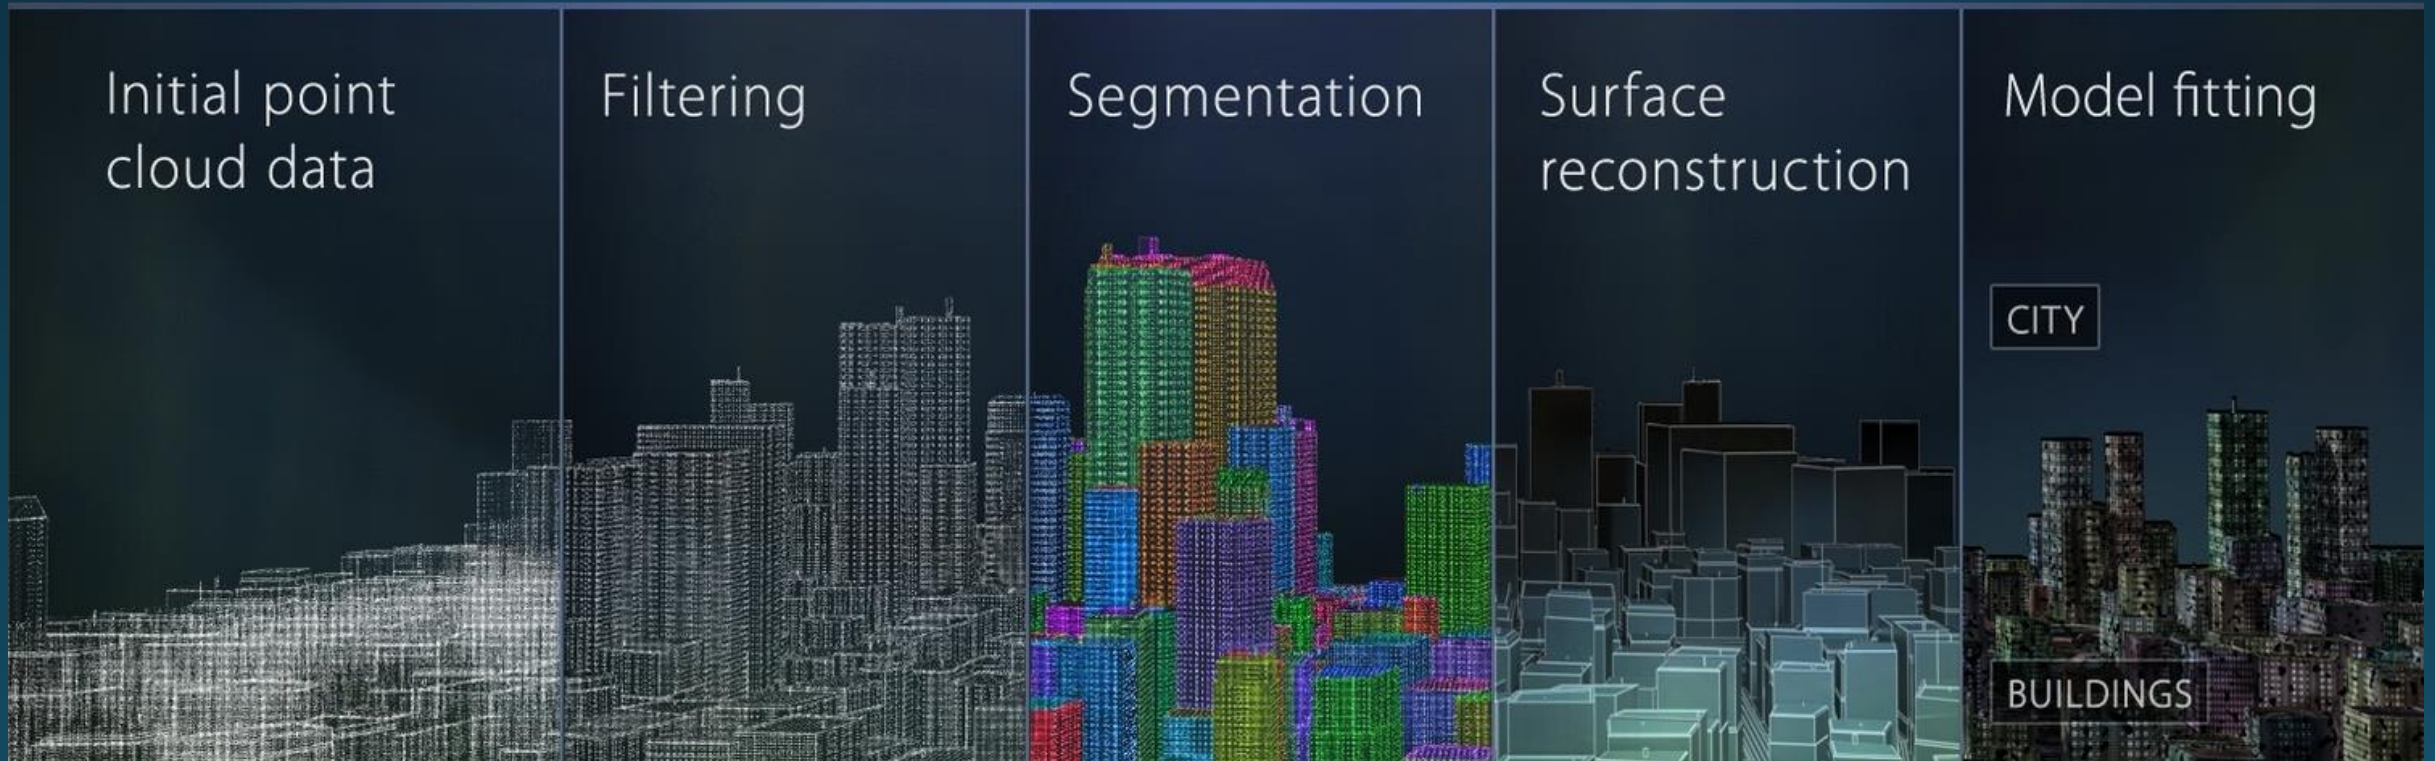 Initial point
cloud data
Filtering
Segmentation
Surface
reconstruction
Model fitting
CITY
BUILDINGS